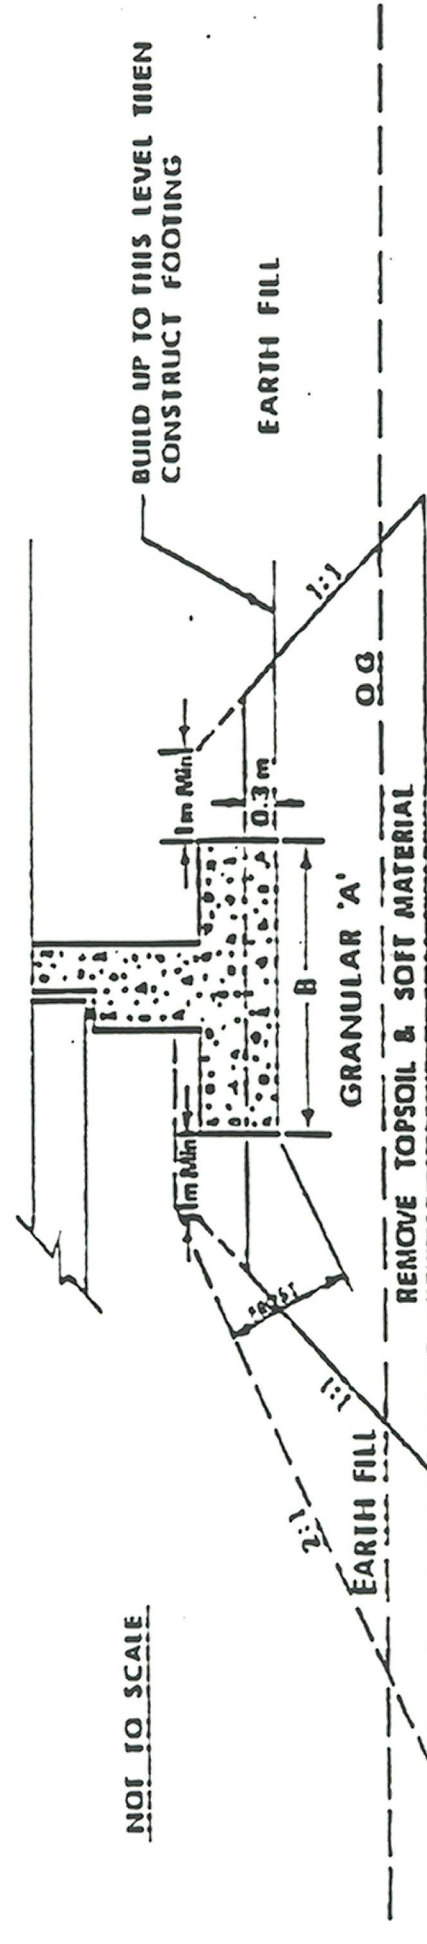 NOT TO SCALE
BUILD UP TO THIS LEVEL THEN
CONSTRUCT FOOTING
1m Min
1m Min
0.3m
EARTH FILL
FROST
B
1:1
2:1
1:1
GRANULAR 'A'
O G
EARTH FILL
REMOVE TOPSOIL & SOFT MATERIAL